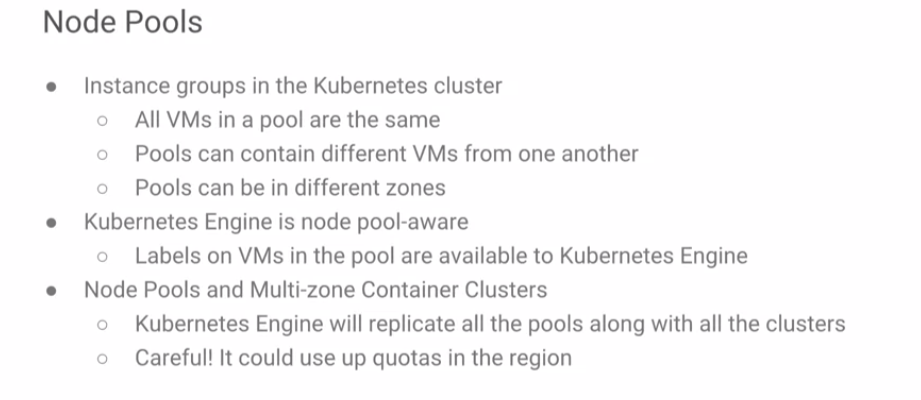 Node Pools
● Instance groups in the Kubernetes cluster
○ All VMs in a pool are the same
○ Pools can contain different VMs from one another
○ Pools can be in different zones
● Kubernetes Engine is node pool-aware
○ Labels on VMs in the pool are available to Kubernetes Engine
● Node Pools and Multi-zone Container Clusters
○ Kubernetes Engine will replicate all the pools along with all the clusters
○ Careful! It could use up quotas in the region